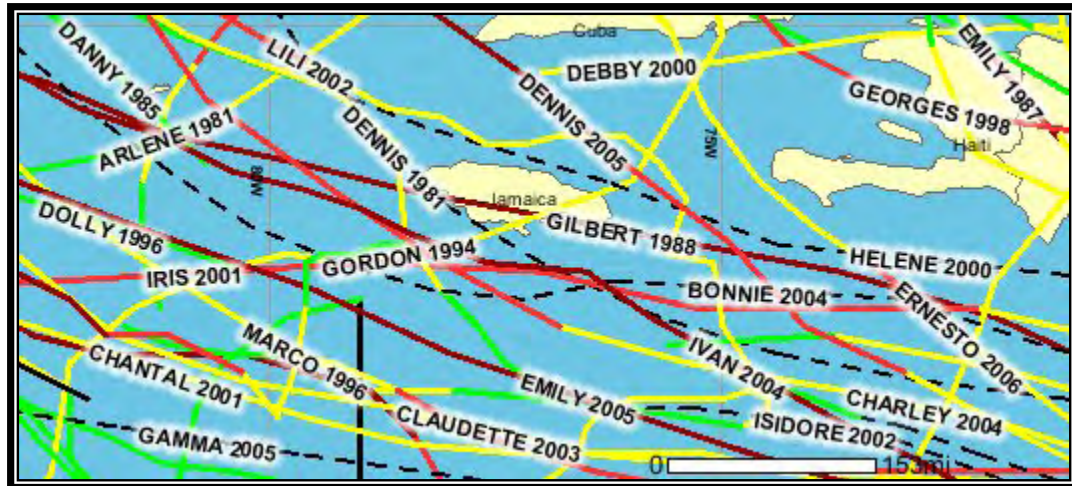 Cuba
DANNY 1985
LILI 2002
EMILY 1987
DEBBY 2000
DENNIS 2005
GEORGES 1998
ARLENE 1981
DENNIS 1981
75W
Haiti
80W
Jamaica
DOLLY 1996
GILBERT 1988
GORDON 1994
HELENE 2000
IRIS 2001
BONNIE 2004
ERNESTO 2006
MARCO 1996
IVAN 2004
CHANTAL 2001
EMILY 2005
CHARLEY 2004
CLAUDETTE 2003
ISIDORE 2002
GAMMA 2005
0 153mi